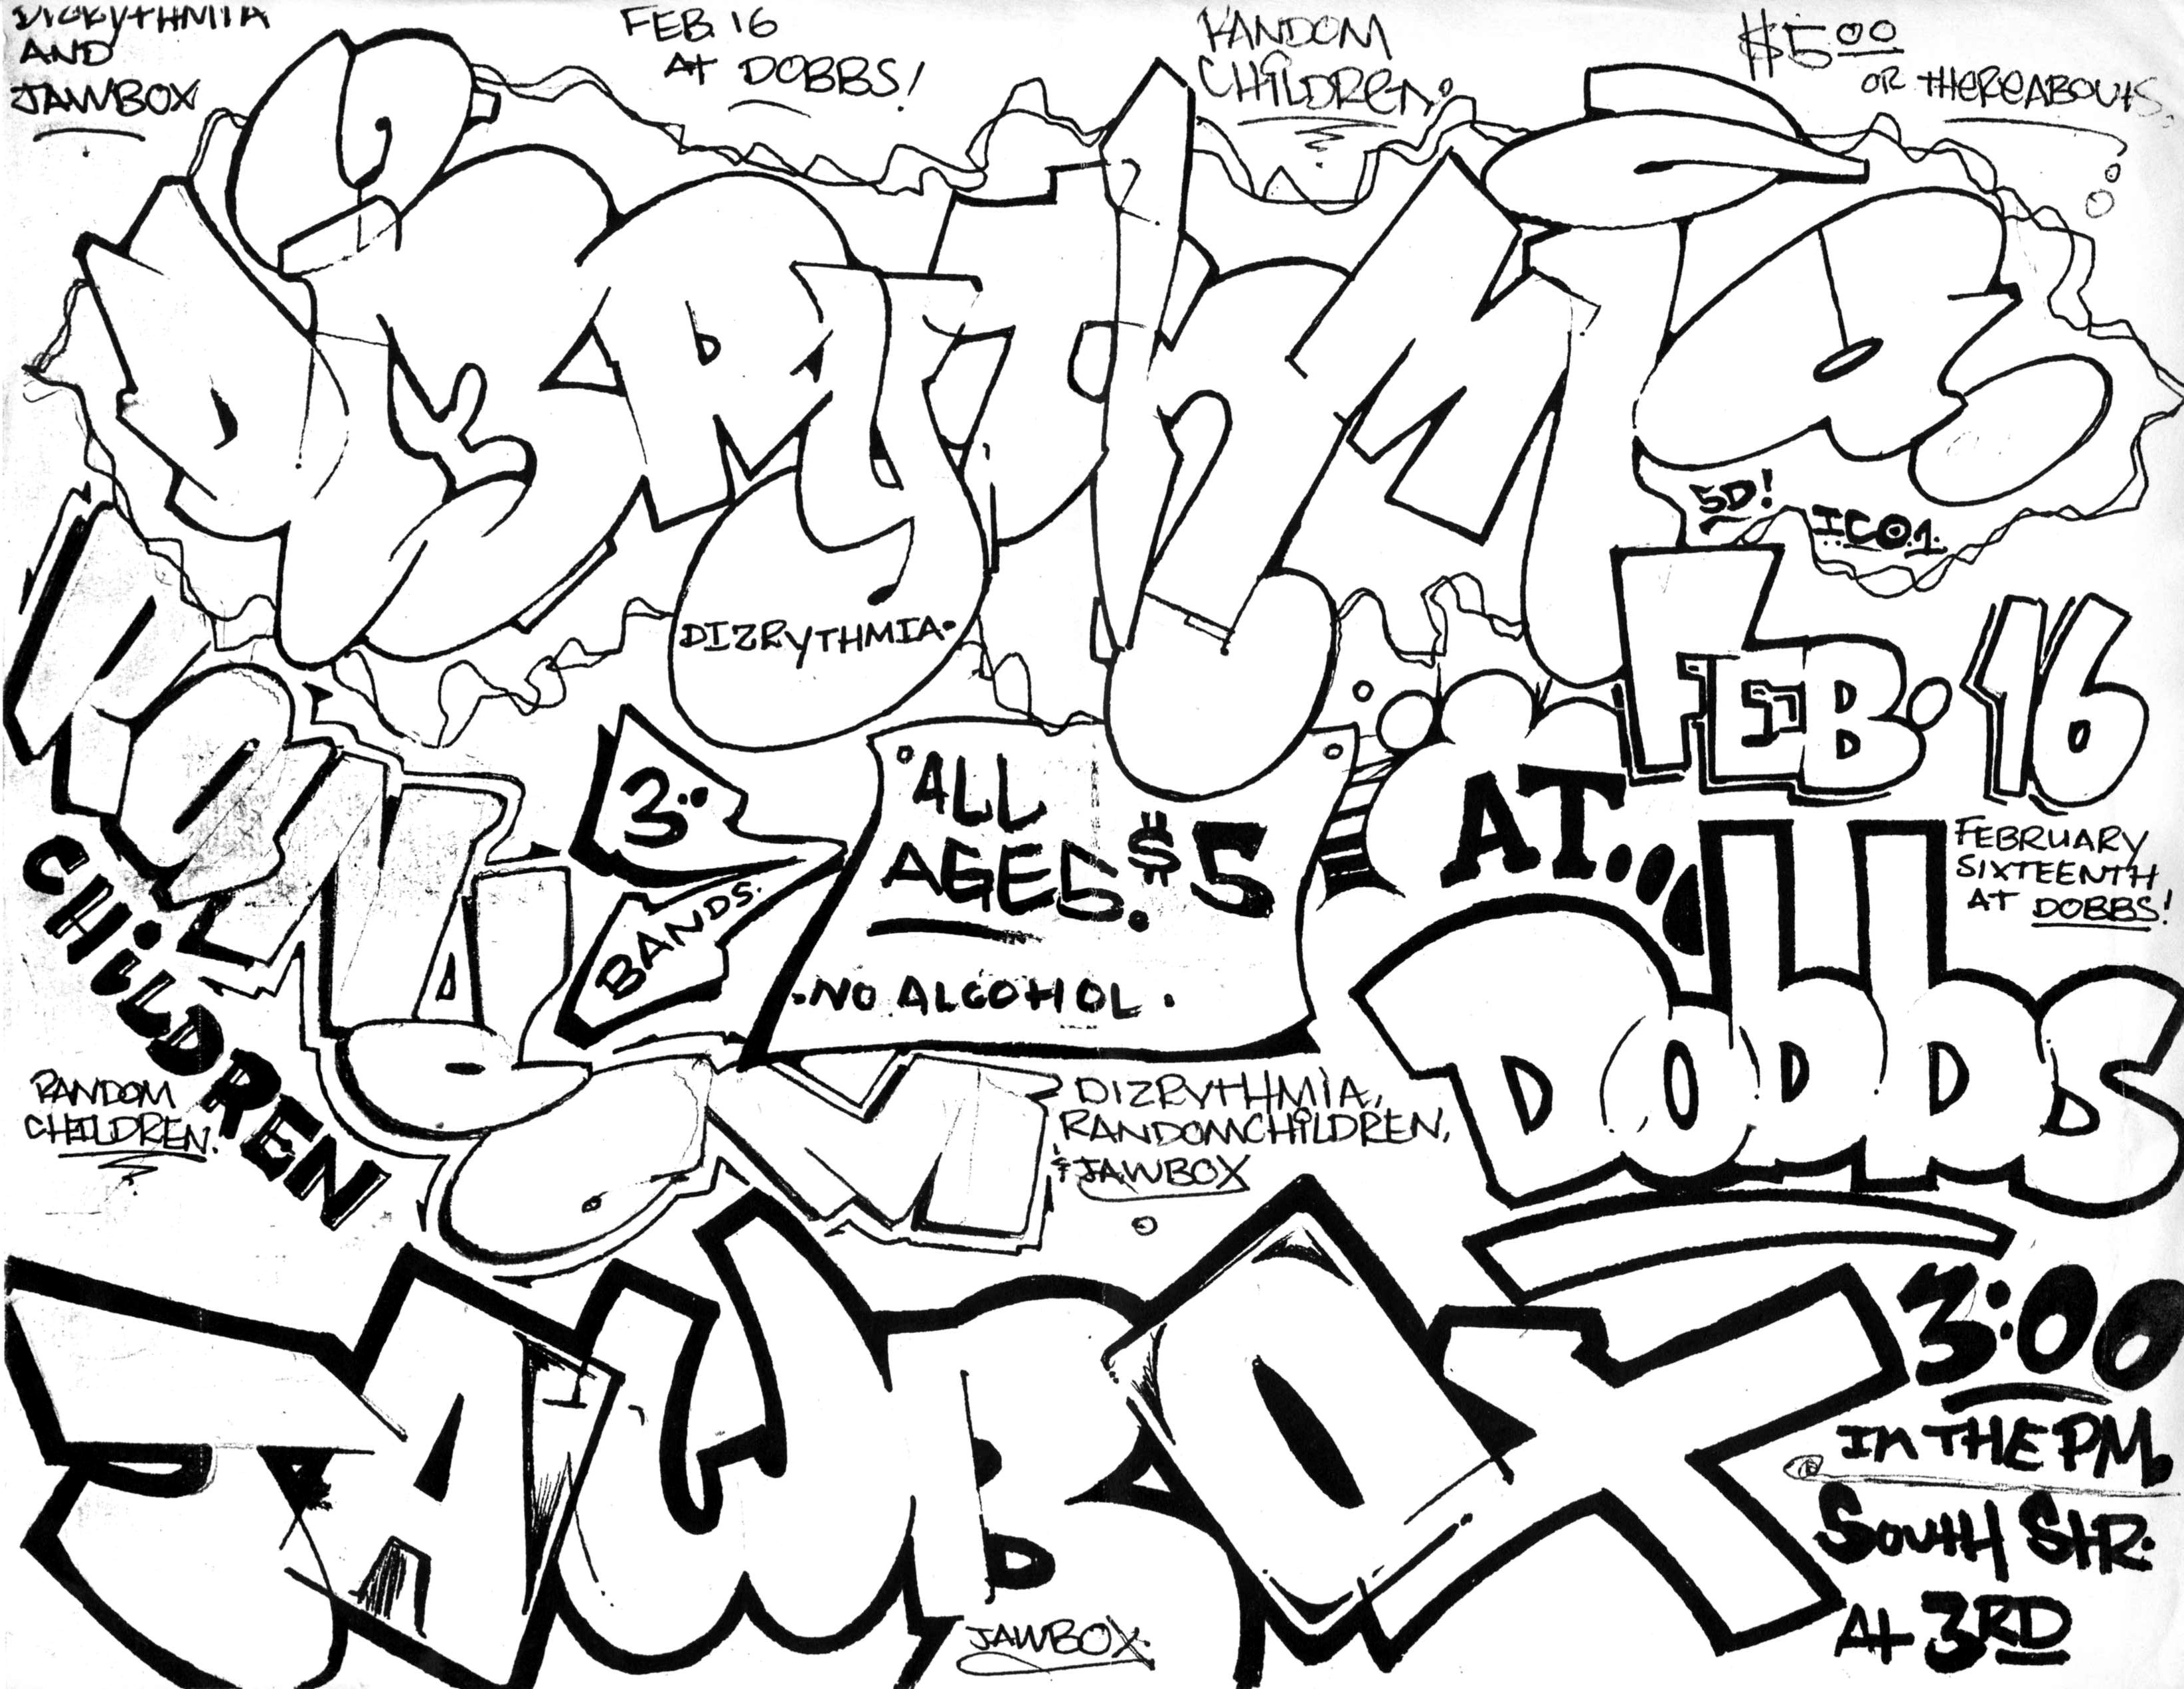 DIZRYTHMIA
AND
JAWBOX
FEB. 16
At DOBBS!
RANDOM
CHiLDReN.
$5.00
OR tHeReABOUtS.
DIZRYtHMIA
5D!
ICO.1.
DIZRYTHMIA.
RANDOM
CHiLDREN
RANDOM
CHILDREN.
3..
BANDS.
ALL
AGES. $5
.NO ALCOHOL.
FEB. 16
AT...
DObbS
FEBRUARY
SIXTEENTH
AT DOBBS!
DIZRYtHMiA,
RANDOMCHiLDREN,
& JAWBOX
JAWBOX
JAWBOX.
3:00
In THE PM.
@
SoutH StR.
At 3RD